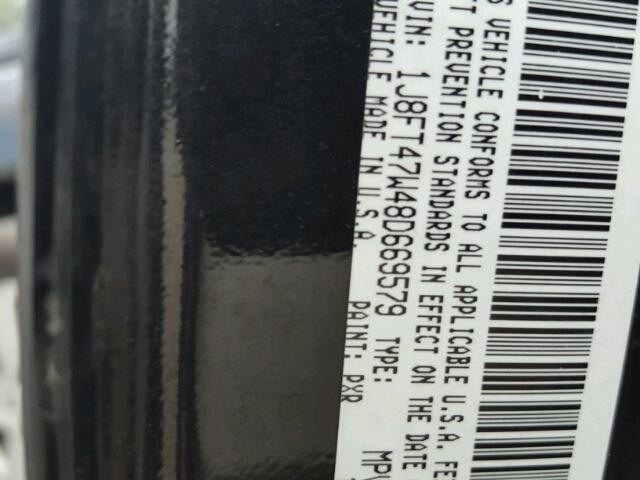 S VEHICLE CONFORMS TO ALL APPLICABLE U.S.A. FE
T PREVENTION STANDARDS IN EFFECT ON THE DATE
VIN: 1J8FT47W48D669579 TYPE: MPV
VEHICLE MADE IN U.S.A. PAINT: PXR